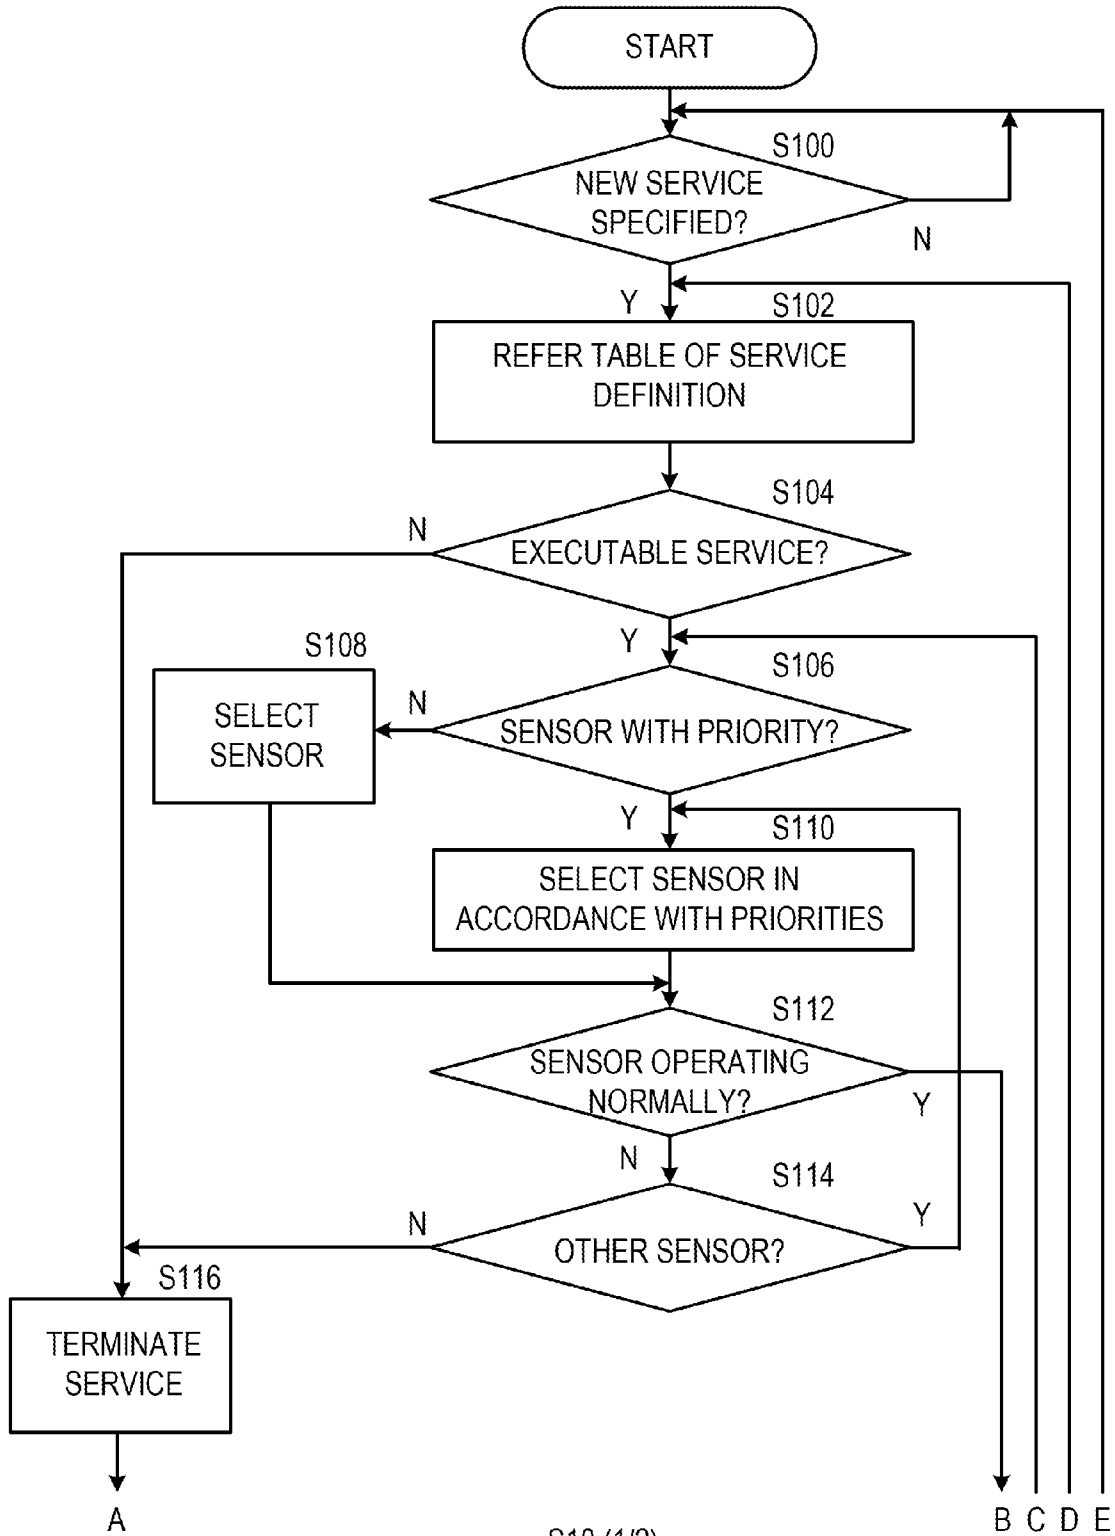 START
S100
NEW SERVICE
SPECIFIED?
N
Y
S102
REFER TABLE OF SERVICE
DEFINITION
S104
N
EXECUTABLE SERVICE?
Y
S108
S106
SELECT
SENSOR
N
SENSOR WITH PRIORITY?
Y
S110
SELECT SENSOR IN
ACCORDANCE WITH PRIORITIES
S112
SENSOR OPERATING
NORMALLY?
Y
N
S114
N
Y
OTHER SENSOR?
S116
TERMINATE
SERVICE
A
B C D E